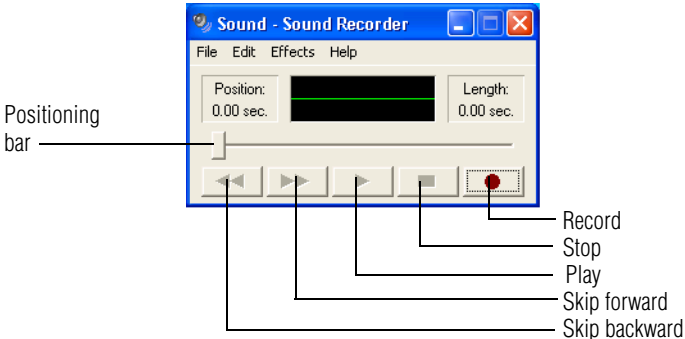 Sound - Sound Recorder
File Edit Effects Help
Position:
0.00 sec.
Length:
0.00 sec.
Positioning
bar
Record
Stop
Play
Skip forward
Skip backward